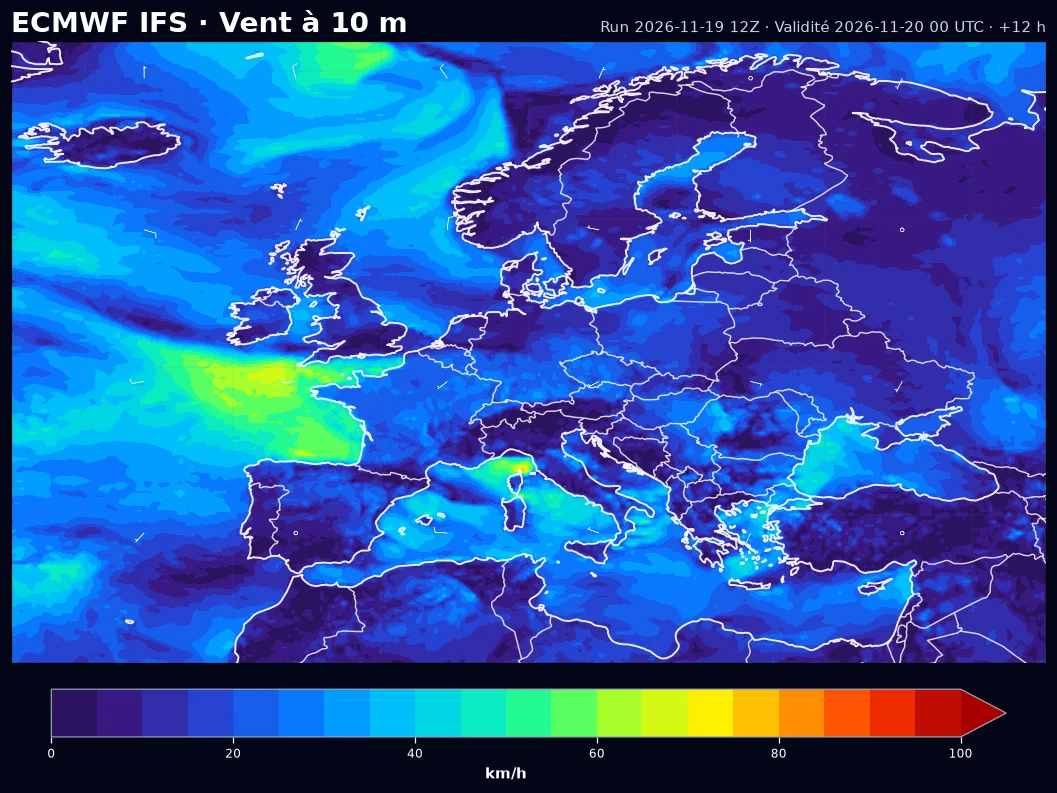 ECMWF IFS · Vent à 10 m
Run 2026-11-19 12Z · Validité 2026-11-20 00 UTC · +12 h
0 20 40 60 80 100
km/h